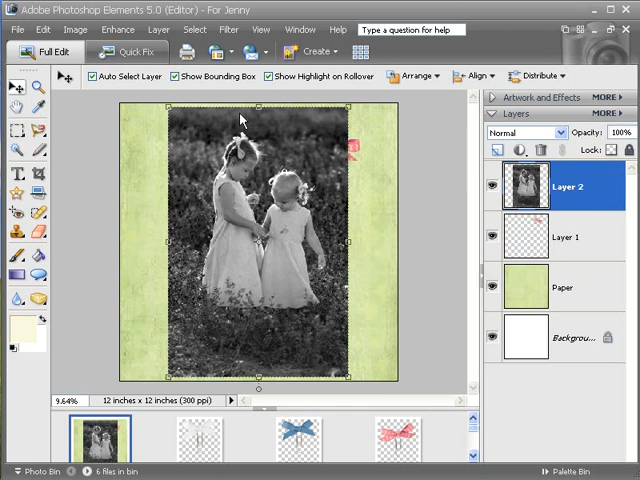 Adobe Photoshop Elements 5.0 (Editor) - For Jenny
File Edit Image Enhance Layer Select Filter View Window Help Type a question for help
Full Edit Quick Fix Create
Auto Select Layer Show Bounding Box Show Highlight on Rollover Arrange Align Distribute
Artwork and Effects MORE
Layers MORE
Normal Opacity: 100%
Lock:
Layer 2
Layer 1
Paper
Backgrou...
9.64% 12 inches x 12 inches (300 ppi)
Photo Bin 6 files in bin Palette Bin